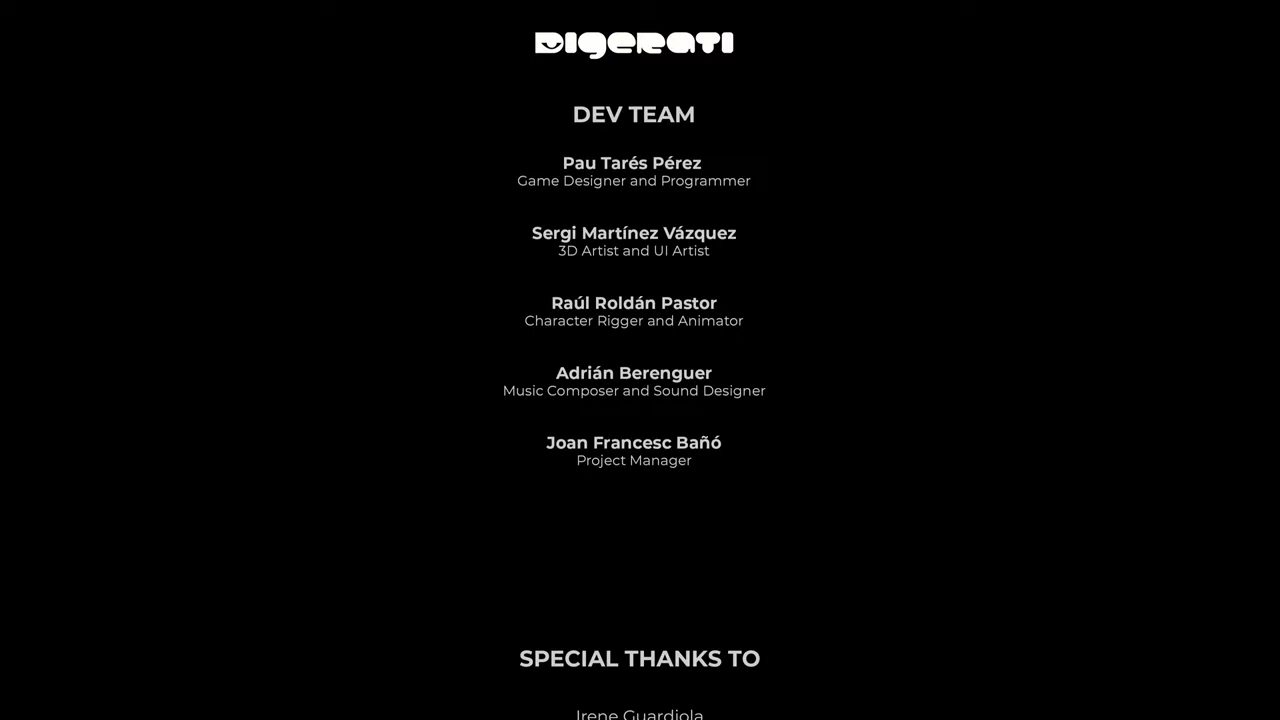 DIGERATI
DEV TEAM
Pau Tarés Pérez
Game Designer and Programmer
Sergi Martínez Vázquez
3D Artist and UI Artist
Raúl Roldán Pastor
Character Rigger and Animator
Adrián Berenguer
Music Composer and Sound Designer
Joan Francesc Bañó
Project Manager
SPECIAL THANKS TO
Irene Guardiola